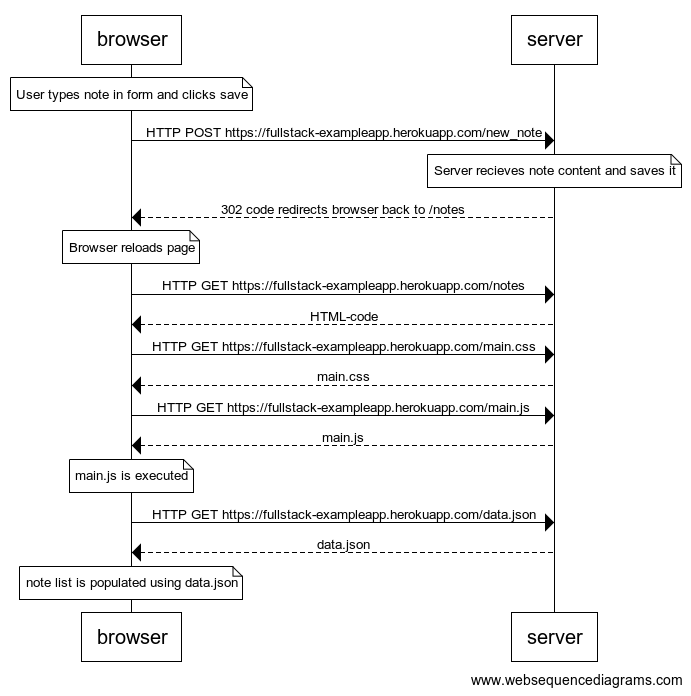 browser
server
User types note in form and clicks save
HTTP POST https://fullstack-exampleapp.herokuapp.com/new_note
Server recieves note content and saves it
302 code redirects browser back to /notes
Browser reloads page
HTTP GET https://fullstack-exampleapp.herokuapp.com/notes
HTML-code
HTTP GET https://fullstack-exampleapp.herokuapp.com/main.css
main.css
HTTP GET https://fullstack-exampleapp.herokuapp.com/main.js
main.js
main.js is executed
HTTP GET https://fullstack-exampleapp.herokuapp.com/data.json
data.json
note list is populated using data.json
browser
server
www.websequencediagrams.com